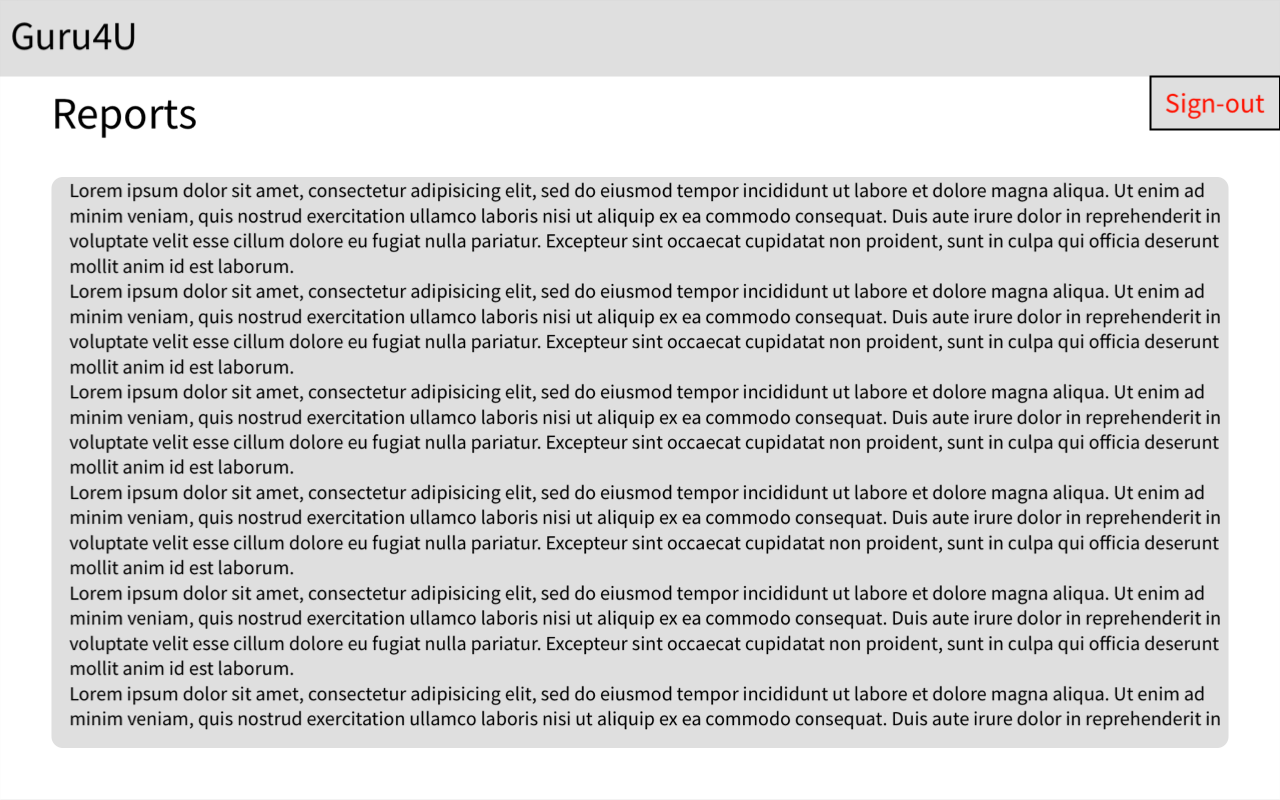 Guru4U
Reports
Sign-out
Lorem ipsum dolor sit amet, consectetur adipisicing elit, sed do eiusmod tempor incididunt ut labore et dolore magna aliqua. Ut enim ad
minim veniam, quis nostrud exercitation ullamco laboris nisi ut aliquip ex ea commodo consequat. Duis aute irure dolor in reprehenderit in
voluptate velit esse cillum dolore eu fugiat nulla pariatur. Excepteur sint occaecat cupidatat non proident, sunt in culpa qui officia deserunt
mollit anim id est laborum.
Lorem ipsum dolor sit amet, consectetur adipisicing elit, sed do eiusmod tempor incididunt ut labore et dolore magna aliqua. Ut enim ad
minim veniam, quis nostrud exercitation ullamco laboris nisi ut aliquip ex ea commodo consequat. Duis aute irure dolor in reprehenderit in
voluptate velit esse cillum dolore eu fugiat nulla pariatur. Excepteur sint occaecat cupidatat non proident, sunt in culpa qui officia deserunt
mollit anim id est laborum.
Lorem ipsum dolor sit amet, consectetur adipisicing elit, sed do eiusmod tempor incididunt ut labore et dolore magna aliqua. Ut enim ad
minim veniam, quis nostrud exercitation ullamco laboris nisi ut aliquip ex ea commodo consequat. Duis aute irure dolor in reprehenderit in
voluptate velit esse cillum dolore eu fugiat nulla pariatur. Excepteur sint occaecat cupidatat non proident, sunt in culpa qui officia deserunt
mollit anim id est laborum.
Lorem ipsum dolor sit amet, consectetur adipisicing elit, sed do eiusmod tempor incididunt ut labore et dolore magna aliqua. Ut enim ad
minim veniam, quis nostrud exercitation ullamco laboris nisi ut aliquip ex ea commodo consequat. Duis aute irure dolor in reprehenderit in
voluptate velit esse cillum dolore eu fugiat nulla pariatur. Excepteur sint occaecat cupidatat non proident, sunt in culpa qui officia deserunt
mollit anim id est laborum.
Lorem ipsum dolor sit amet, consectetur adipisicing elit, sed do eiusmod tempor incididunt ut labore et dolore magna aliqua. Ut enim ad
minim veniam, quis nostrud exercitation ullamco laboris nisi ut aliquip ex ea commodo consequat. Duis aute irure dolor in reprehenderit in
voluptate velit esse cillum dolore eu fugiat nulla pariatur. Excepteur sint occaecat cupidatat non proident, sunt in culpa qui officia deserunt
mollit anim id est laborum.
Lorem ipsum dolor sit amet, consectetur adipisicing elit, sed do eiusmod tempor incididunt ut labore et dolore magna aliqua. Ut enim ad
minim veniam, quis nostrud exercitation ullamco laboris nisi ut aliquip ex ea commodo consequat. Duis aute irure dolor in reprehenderit in